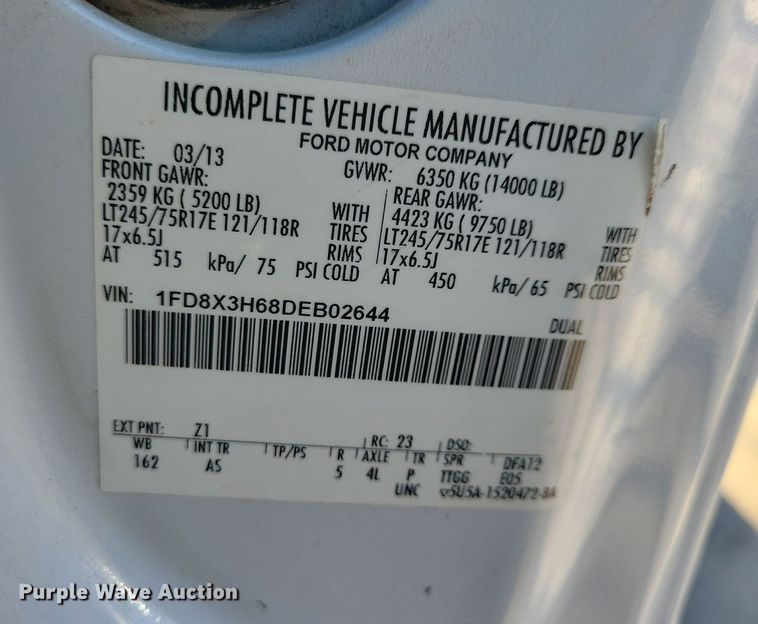 INCOMPLETE VEHICLE MANUFACTURED BY
FORD MOTOR COMPANY
DATE: 03/13 GVWR: 6350 KG (14000 LB)
FRONT GAWR: REAR GAWR:
2359 KG ( 5200 LB) WITH 4423 KG ( 9750 LB) WITH
LT245/75R17E 121/118R TIRES LT245/75R17E 121/118R TIRES
17x6.5J RIMS 17x6.5J RIMS
AT 515 kPa/ 75 PSI COLD AT 450 kPa/ 65 PSI COLD
VIN: 1FD8X3H68DEB02644
DUAL
EXT PNT: Z1 RC: 23 DSO:
WB INT TR TP/PS R AXLE TR SPR DFA12
162 AS 5 4L P TTGG E05
UNC 5U5A-1520472-BA
Purple Wave Auction